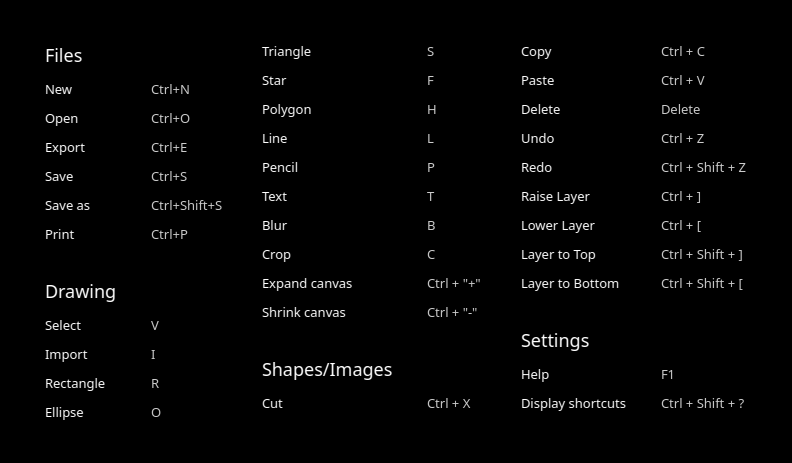 Files
New Ctrl+N
Open Ctrl+O
Export Ctrl+E
Save Ctrl+S
Save as Ctrl+Shift+S
Print Ctrl+P
Drawing
Select V
Import I
Rectangle R
Ellipse O
Triangle S
Star F
Polygon H
Line L
Pencil P
Text T
Blur B
Crop C
Expand canvas Ctrl + "+"
Shrink canvas Ctrl + "-"
Shapes/Images
Cut Ctrl + X
Copy Ctrl + C
Paste Ctrl + V
Delete Delete
Undo Ctrl + Z
Redo Ctrl + Shift + Z
Raise Layer Ctrl + ]
Lower Layer Ctrl + [
Layer to Top Ctrl + Shift + ]
Layer to Bottom Ctrl + Shift + [
Settings
Help F1
Display shortcuts Ctrl + Shift + ?